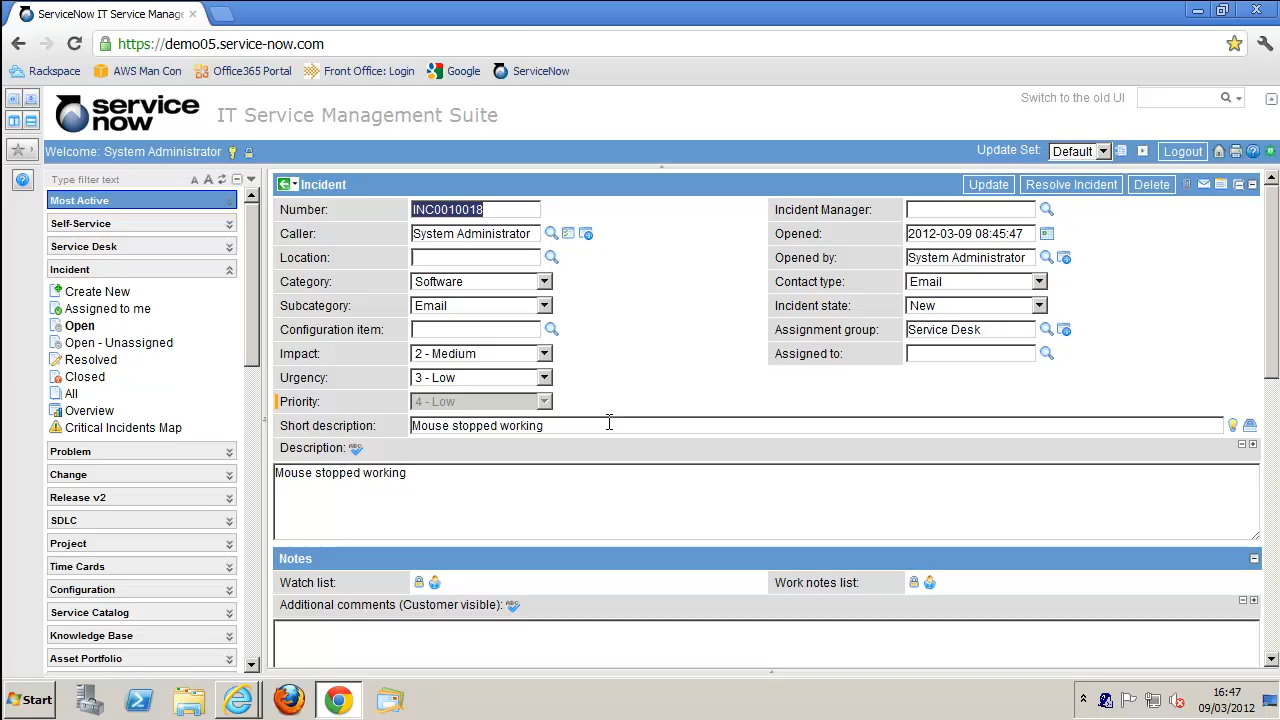 ServiceNow IT Service Manage
https://demo05.service-now.com
Rackspace AWS Man Con Office365 Portal Front Office: Login Google ServiceNow
service now IT Service Management Suite
Switch to the old UI
Welcome: System Administrator Update Set: Default Logout
Type filter text A A
Most Active
Self-Service
Service Desk
Incident
Create New
Assigned to me
Open
Open - Unassigned
Resolved
Closed
All
Overview
Critical Incidents Map
Problem
Change
Release v2
SDLC
Project
Time Cards
Configuration
Service Catalog
Knowledge Base
Asset Portfolio
Incident Update Resolve Incident Delete
Number: INC0010018 Incident Manager:
Caller: System Administrator Opened: 2012-03-09 08:45:47
Location: Opened by: System Administrator
Category: Software Contact type: Email
Subcategory: Email Incident state: New
Configuration item: Assignment group: Service Desk
Impact: 2 - Medium Assigned to:
Urgency: 3 - Low
Priority: 4 - Low
Short description: Mouse stopped working
Description:
Mouse stopped working
Notes
Watch list: Work notes list:
Additional comments (Customer visible):
Start 16:47
09/03/2012